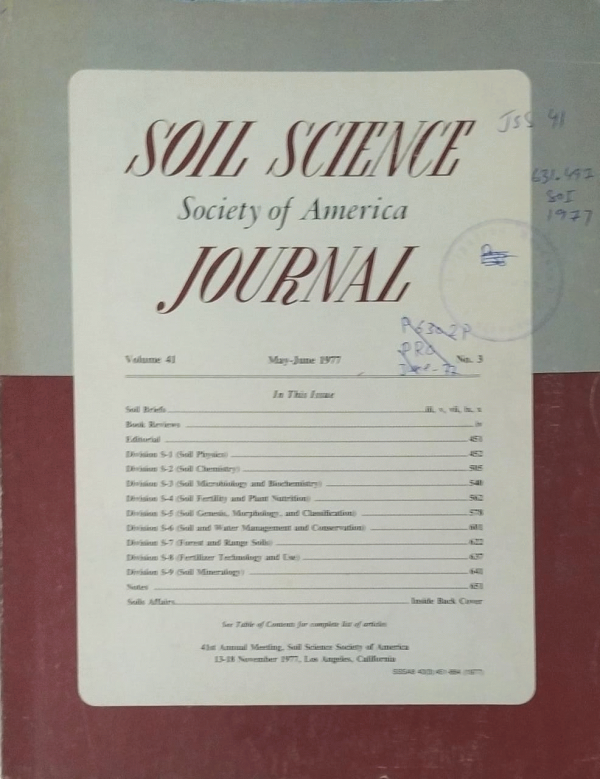 SOIL SCIENCE
Society of America
JOURNAL
JSS 41
631.497
SOI
1977
P6302P
PRO
Volume 41 May-June 1977 No. 3
In This Issue
Soil Briefs iii, v, vii, ix, x
Book Reviews iv
Editorial 451
Division S-1 (Soil Physics) 452
Division S-2 (Soil Chemistry) 505
Division S-3 (Soil Microbiology and Biochemistry) 540
Division S-4 (Soil Fertility and Plant Nutrition) 562
Division S-5 (Soil Genesis, Morphology, and Classification) 578
Division S-6 (Soil and Water Management and Conservation) 601
Division S-7 (Forest and Range Soils) 622
Division S-8 (Fertilizer Technology and Use) 637
Division S-9 (Soil Mineralogy) 641
Notes 651
Soils Affairs Inside Back Cover
See Table of Contents for complete list of articles
41st Annual Meeting, Soil Science Society of America
13-18 November 1977, Los Angeles, California